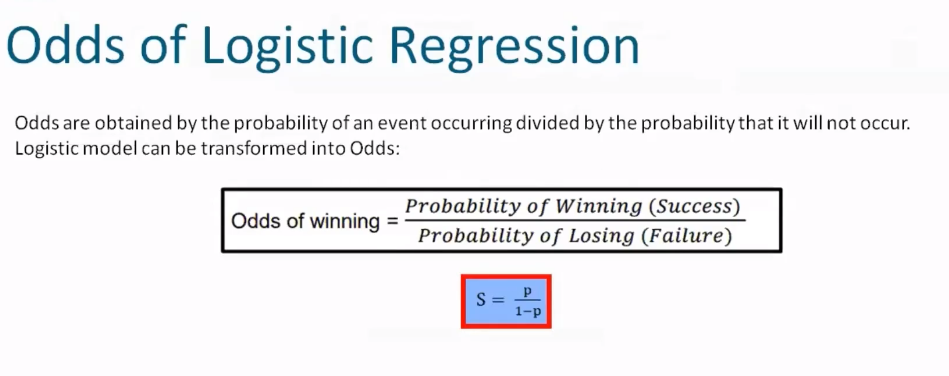 Odds of Logistic Regression
Odds are obtained by the probability of an event occurring divided by the probability that it will not occur.
Logistic model can be transformed into Odds:
Odds of winning = Probability of Winning (Success) / Probability of Losing (Failure)
S = p / 1−p